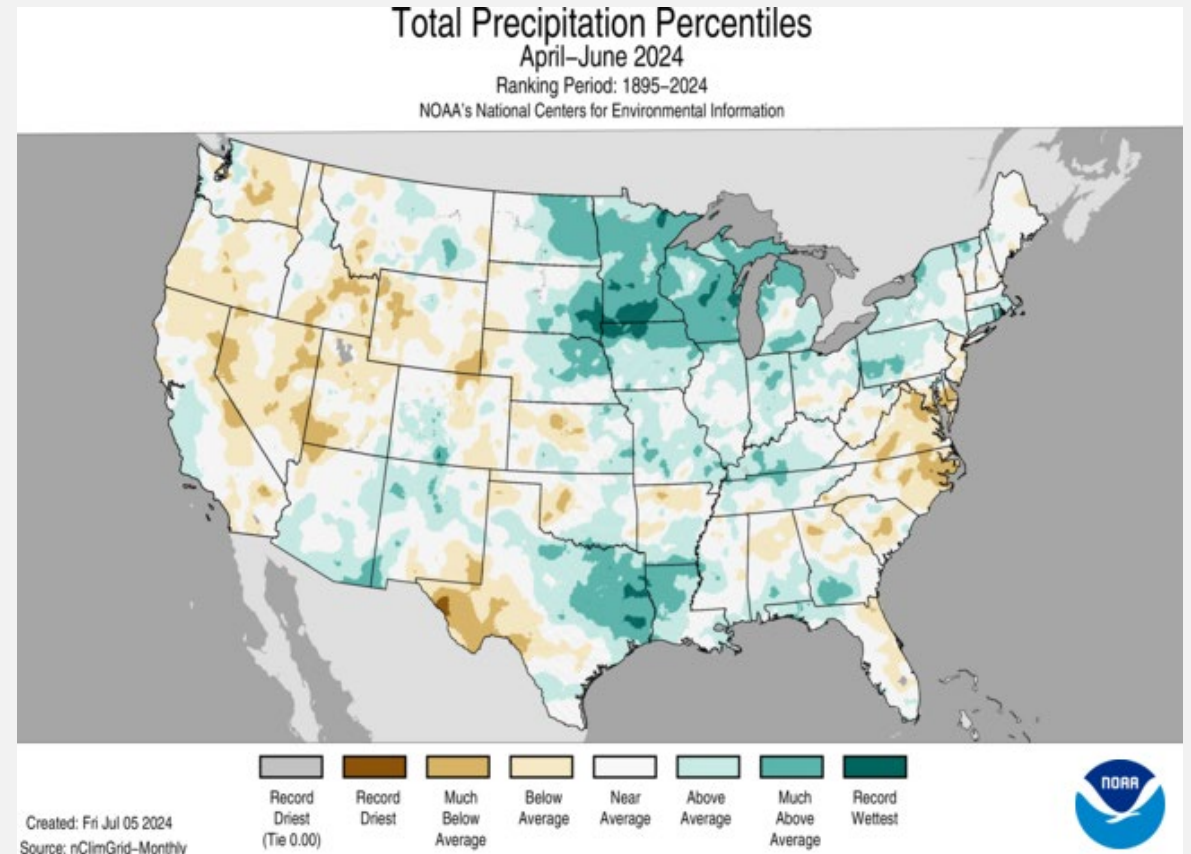 Total Precipitation Percentiles
April–June 2024
Ranking Period: 1895–2024
NOAA's National Centers for Environmental Information
Record
Driest
(Tie 0.00)
Record
Driest
Much
Below
Average
Below
Average
Near
Average
Above
Average
Much
Above
Average
Record
Wettest
NOAA
Created: Fri Jul 05 2024
Source: nClimGrid–Monthly